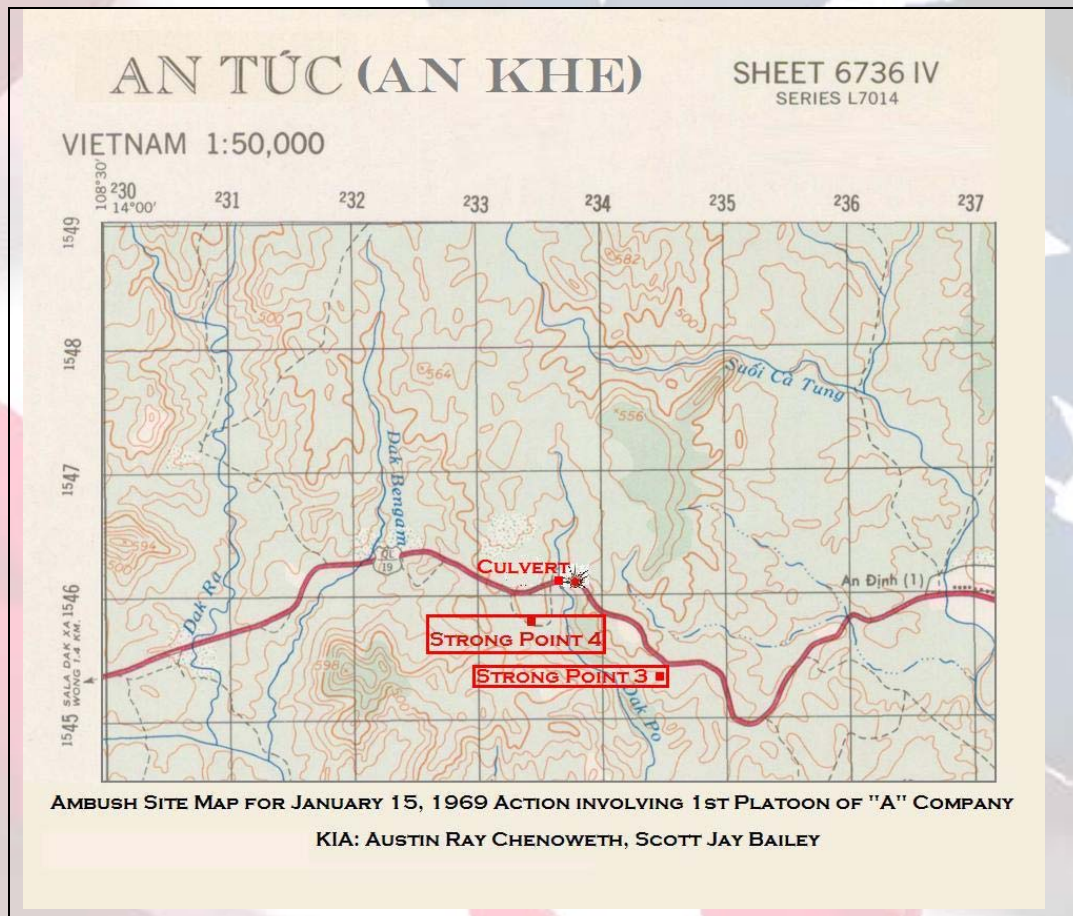 AN TÚC (AN KHE)
SHEET 6736 IV
SERIES L7014
VIETNAM 1:50,000
108°30'
230
14°00'
231
232
233
234
235
236
237
1549
582
500
500
1548
Suối Cà Tung
564
556
Dak Bengam
1547
594
500
QL
19
CULVERT
An Định (1)
1546
Dak Ra
STRONG POINT 4
598
STRONG POINT 3
SALA DAK XA
WONG 1.4 KM.
Dak Po
1545
AMBUSH SITE MAP FOR JANUARY 15, 1969 ACTION INVOLVING 1ST PLATOON OF "A" COMPANY
KIA: AUSTIN RAY CHENOWETH, SCOTT JAY BAILEY